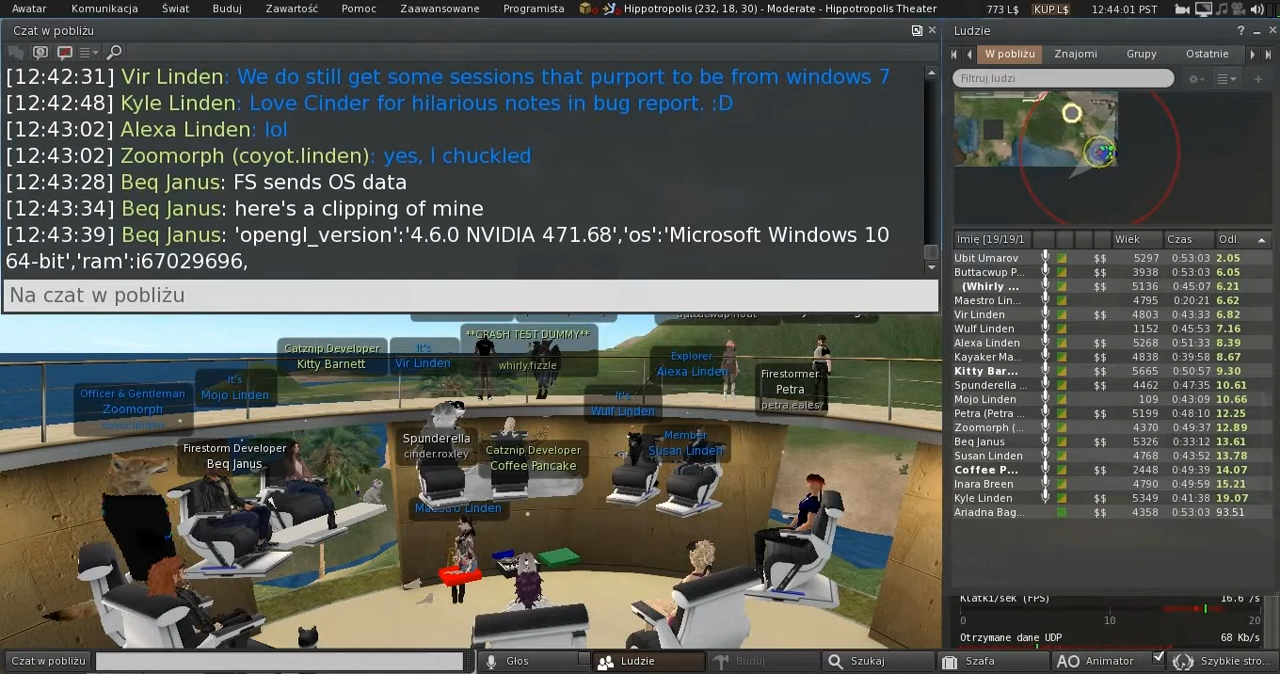 Awatar Komunikacja Świat Buduj Zawartość Pomoc Zaawansowane Programista Hippotropolis (232, 18, 30) - Moderate - Hippotropolis Theater 773 L$ KUP L$ 12:44:01 PST
Czat w pobliżu
[12:42:31] Vir Linden: We do still get some sessions that purport to be from windows 7
[12:42:48] Kyle Linden: Love Cinder for hilarious notes in bug report. :D
[12:43:02] Alexa Linden: lol
[12:43:02] Zoomorph (coyot.linden): yes, I chuckled
[12:43:28] Beq Janus: FS sends OS data
[12:43:34] Beq Janus: here's a clipping of mine
[12:43:39] Beq Janus: 'opengl_version':'4.6.0 NVIDIA 471.68','os':'Microsoft Windows 10
64-bit','ram':i67029696,
Na czat w pobliżu
**CRASH TEST DUMMY**
whirly.fizzle
Catznip Developer
Kitty Barnett
It's
Vir Linden
Explorer
Alexa Linden
Firestormer
Petra
petra.eales
Officer & Gentleman
Zoomorph
coyot.linden
It's
Mojo Linden
It's
Wulf Linden
Firestorm Developer
Beq Janus
Spunderella
cinder.roxley
Catznip Developer
Coffee Pancake
Member
Susan Linden
Maestro Linden
Ludzie
W pobliżu Znajomi Grupy Ostatnie
Filtruj ludzi
Imię [19/19/1 Wiek Czas Odl.
Ubit Umarov $$ 5297 0:53:03 2.05
Buttacwup P... $$ 3938 0:53:03 6.05
(Whirly ... $$ 5136 0:45:07 6.21
Maestro Lin... 4795 0:20:21 6.62
Vir Linden $$ 4803 0:43:33 6.82
Wulf Linden 1152 0:45:53 7.16
Alexa Linden $$ 5268 0:51:33 8.39
Kayaker Ma... $$ 4838 0:39:58 8.67
Kitty Bar... $$ 5665 0:50:57 9.30
Spunderella ... $$ 4462 0:47:35 10.61
Mojo Linden 109 0:43:09 10.66
Petra (Petra ... $$ 5199 0:48:10 12.25
Zoomorph (... 4370 0:49:37 12.89
Beq Janus $$ 5326 0:33:12 13.61
Susan Linden 4768 0:43:52 13.78
Coffee P... $$ 2448 0:49:39 14.07
Inara Breen 4790 0:49:59 15.21
Kyle Linden $$ 5349 0:41:38 19.07
Ariadna Bag... $$ 4358 0:53:03 93.51
Klatki/sek (FPS) 16.6 /s
0 10 20
Otrzymane dane UDP 68 Kb/s
Czat w pobliżu Głos Ludzie Buduj Szukaj Szafa AO Animator Szybkie stro...